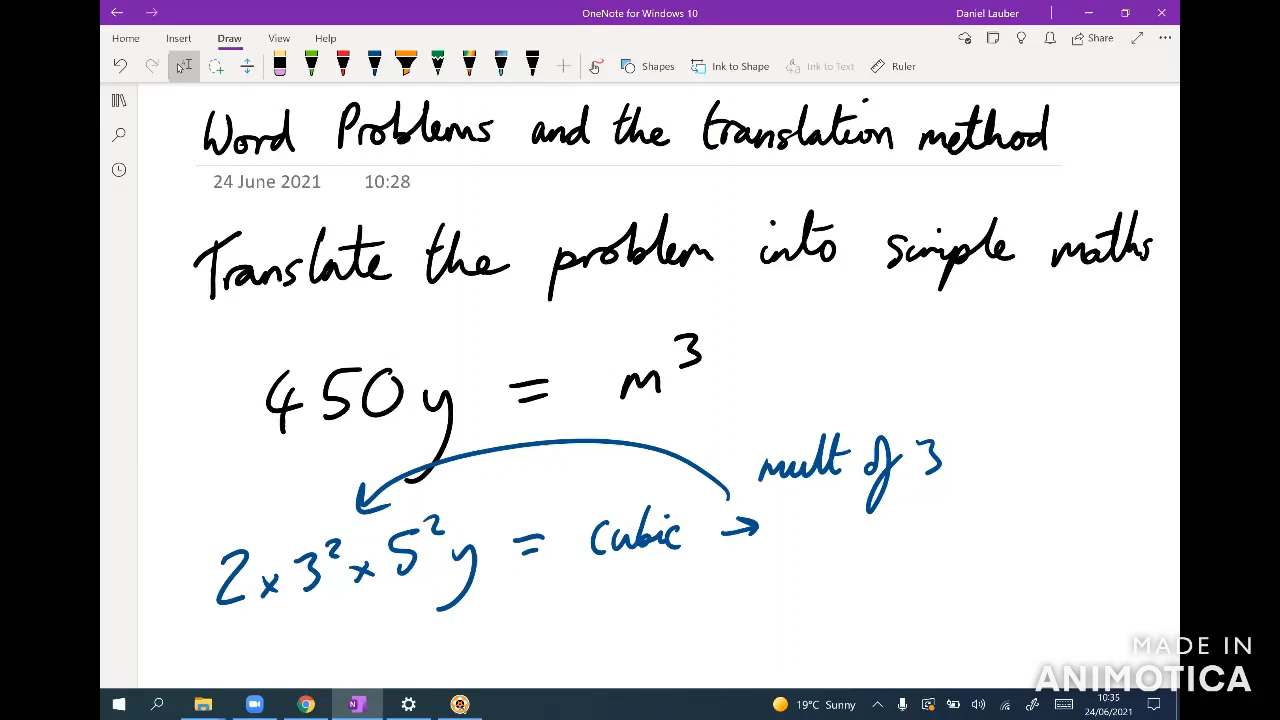 OneNote for Windows 10
Daniel Lauber
Home Insert Draw View Help
Share
Shapes Ink to Shape Ink to Text Ruler
Word Problems and the translation method
24 June 2021 10:28
Translate the problem into simple maths
450y = m³
mult of 3
2 × 3² × 5² y = cubic →
MADE IN
ANIMOTICA
19°C Sunny
10:35
24/06/2021